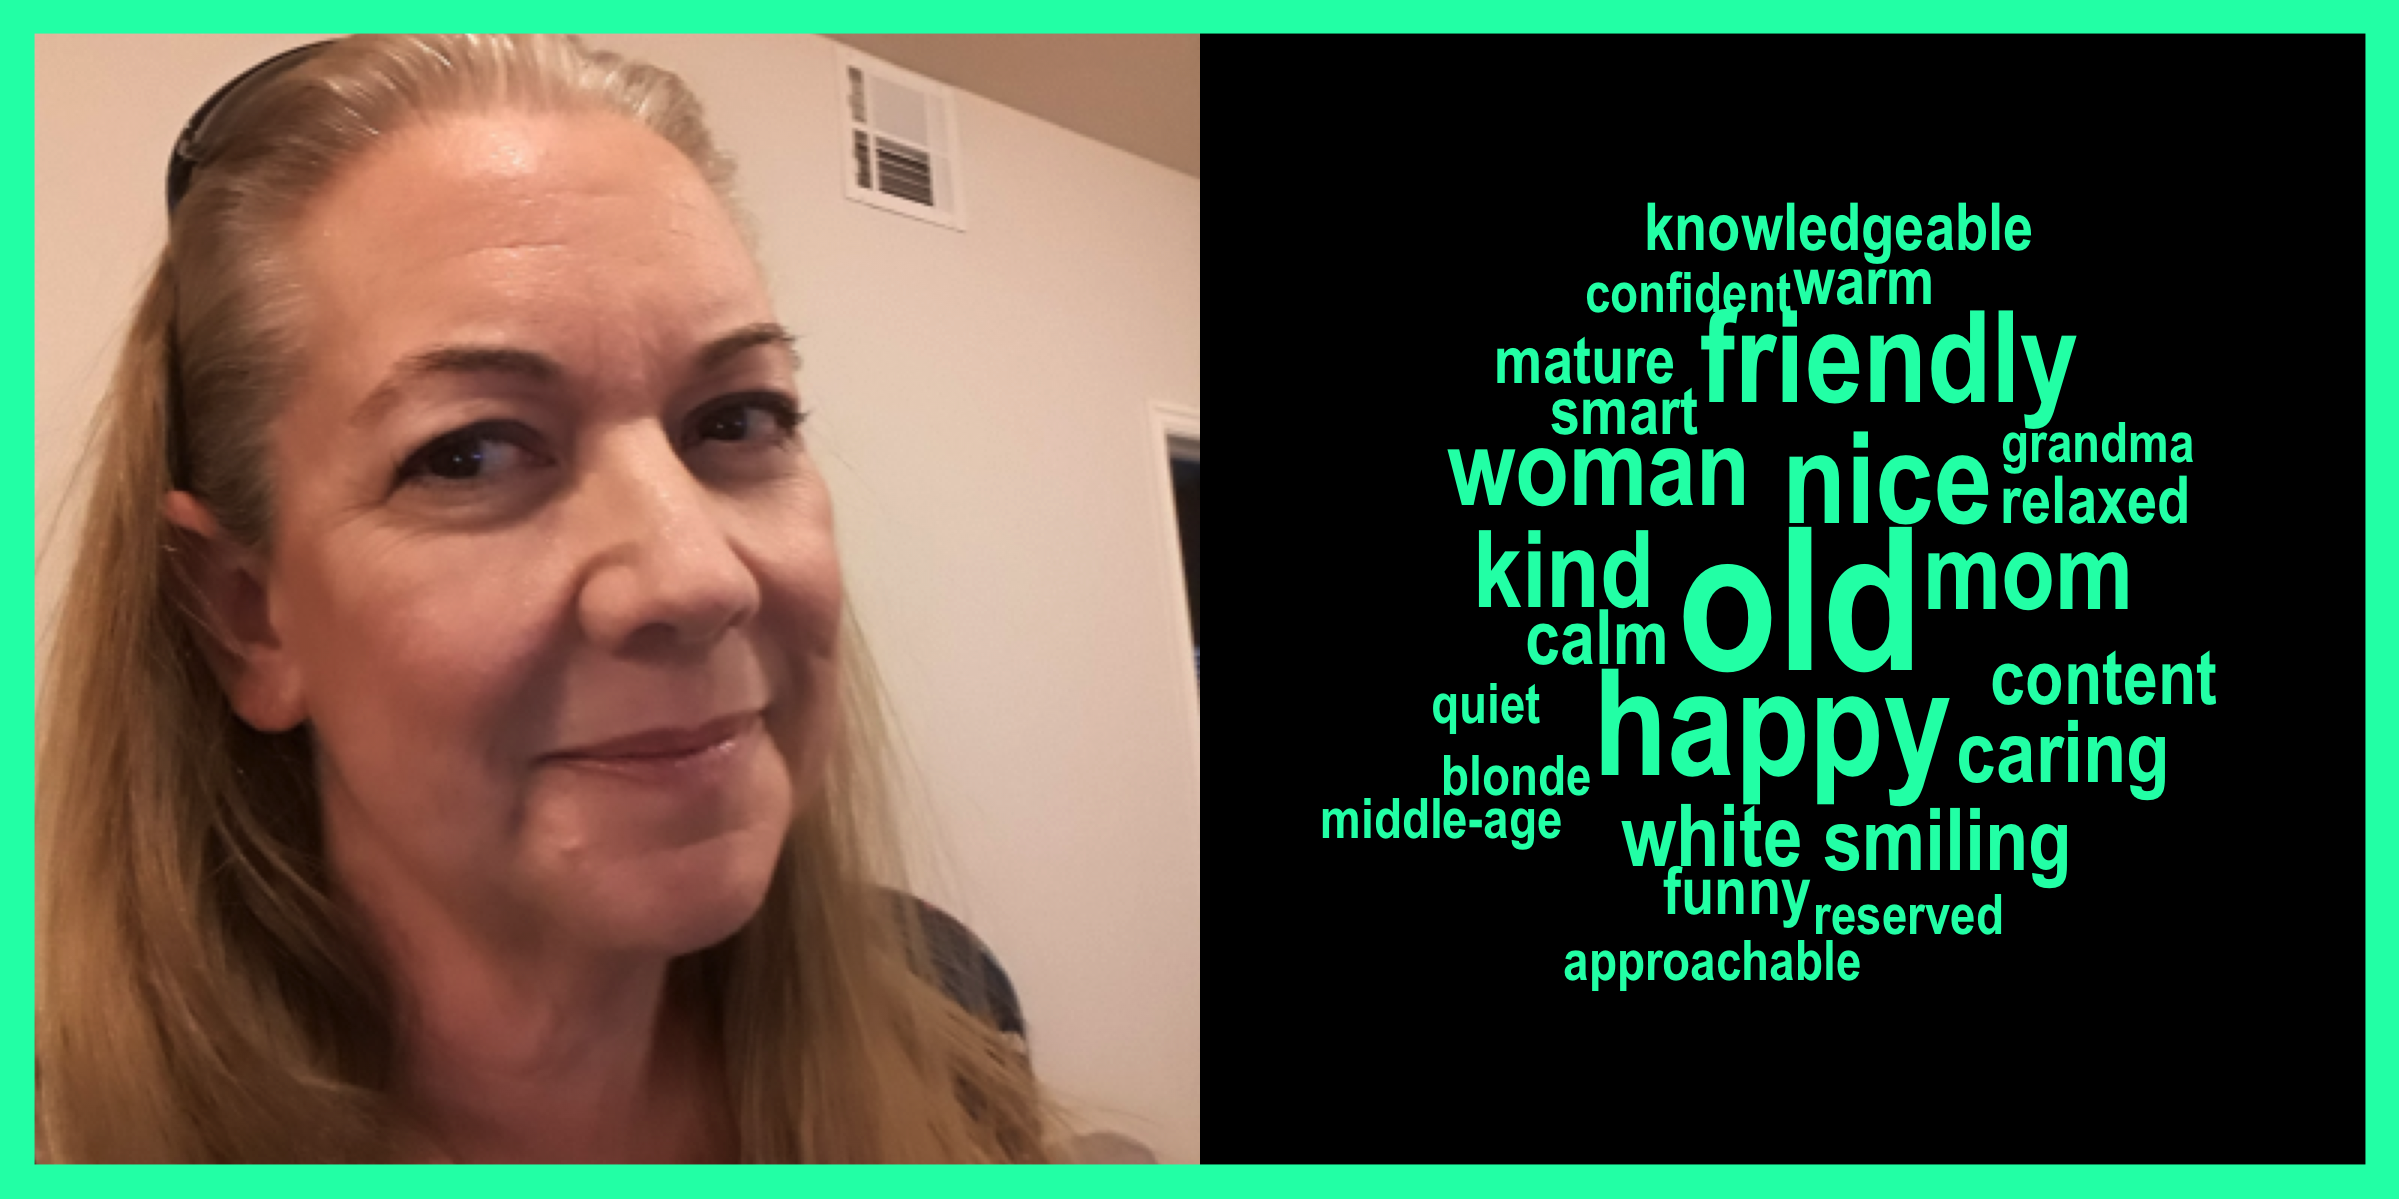 knowledgeable
confident warm
mature friendly
smart
woman nice grandma
relaxed
kind old mom
calm
content
quiet happy
caring
blonde
middle-age white smiling
funny
reserved
approachable